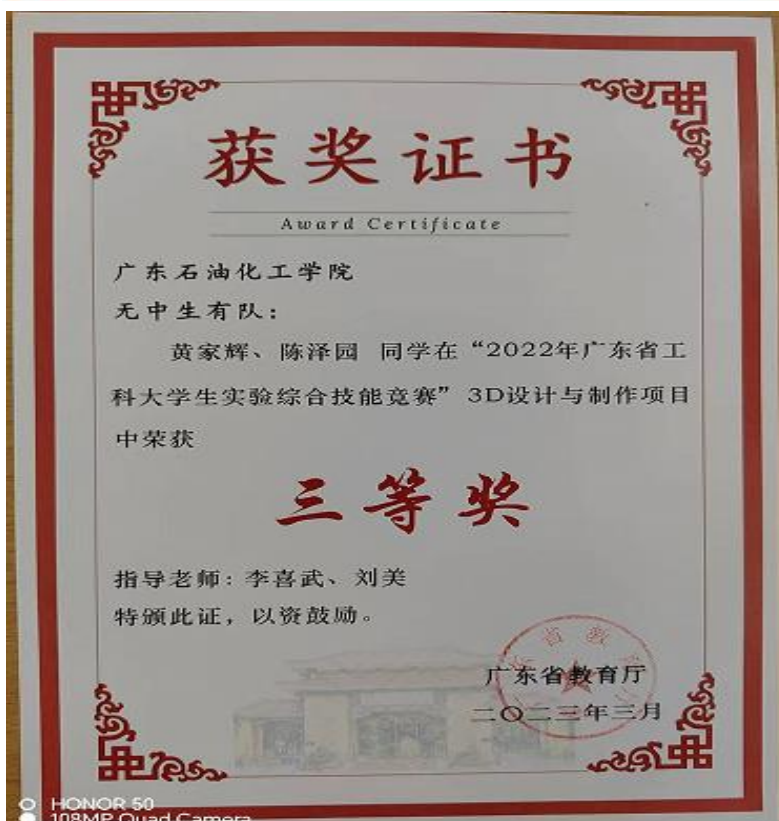 获奖证书
Award Certificate
广东石油化工学院
无中生有队：
黄家辉、陈泽园 同学在“2022年广东省工
科大学生实验综合技能竞赛”3D设计与制作项目
中荣获
三等奖
指导老师：李喜武、刘美
特颁此证，以资鼓励。
广东省教育厅
二〇二三年三月
HONOR 50
108MP Quad Camera